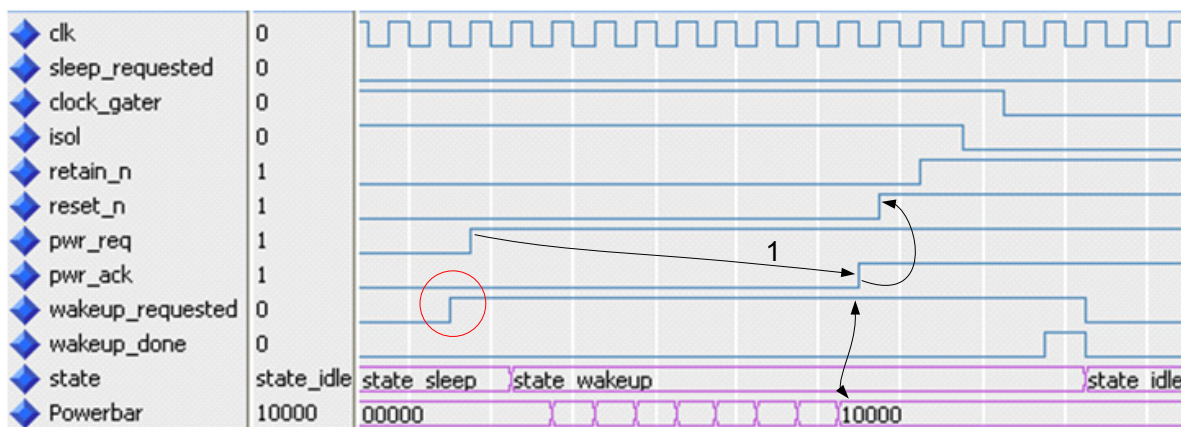 clk 0
sleep_requested 0
clock_gater 0
isol 0
retain_n 1
reset_n 1
pwr_req 1
1
pwr_ack 1
wakeup_requested 0
wakeup_done 0
state state_idle state_sleep state_wakeup state_idle
Powerbar 10000 00000 10000